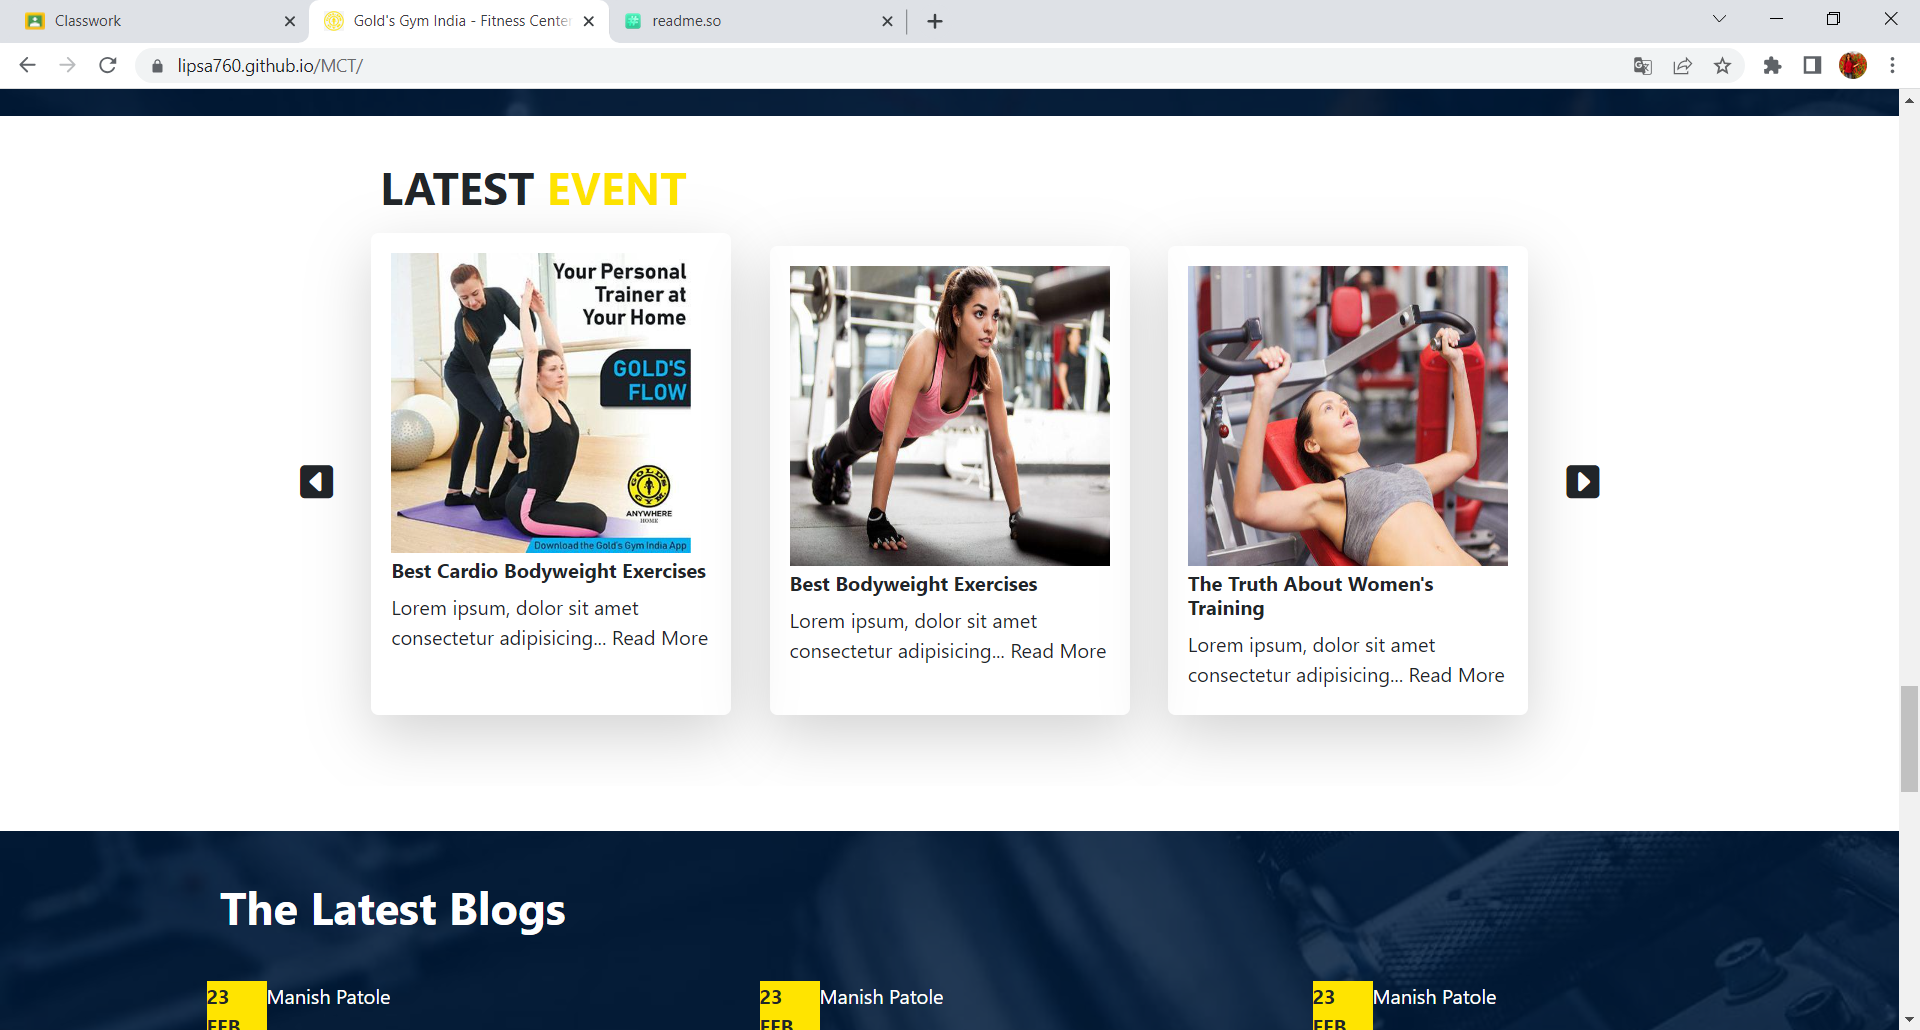 Classwork
Gold's Gym India - Fitness Center
readme.so
lipsa760.github.io/MCT/
LATEST EVENT
Your Personal
Trainer at
Your Home
GOLD'S
FLOW
GOLD'S
GYM
ANYWHERE
HOME
Download the Gold's Gym India App
Best Cardio Bodyweight Exercises
Lorem ipsum, dolor sit amet
consectetur adipisicing... Read More
Best Bodyweight Exercises
Lorem ipsum, dolor sit amet
consectetur adipisicing... Read More
The Truth About Women's
Training
Lorem ipsum, dolor sit amet
consectetur adipisicing... Read More
The Latest Blogs
23
FEB
Manish Patole
23
FEB
Manish Patole
23
FEB
Manish Patole